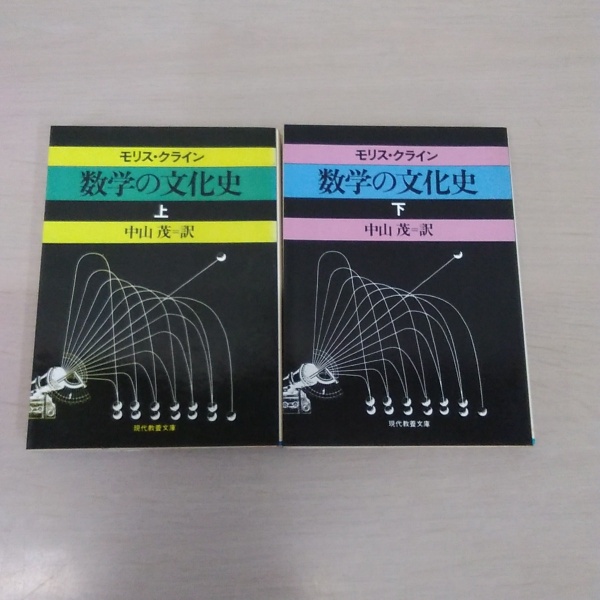 モリス・クライン
数学の文化史
上
中山 茂=訳
現代教養文庫
モリス・クライン
数学の文化史
下
中山 茂=訳
現代教養文庫